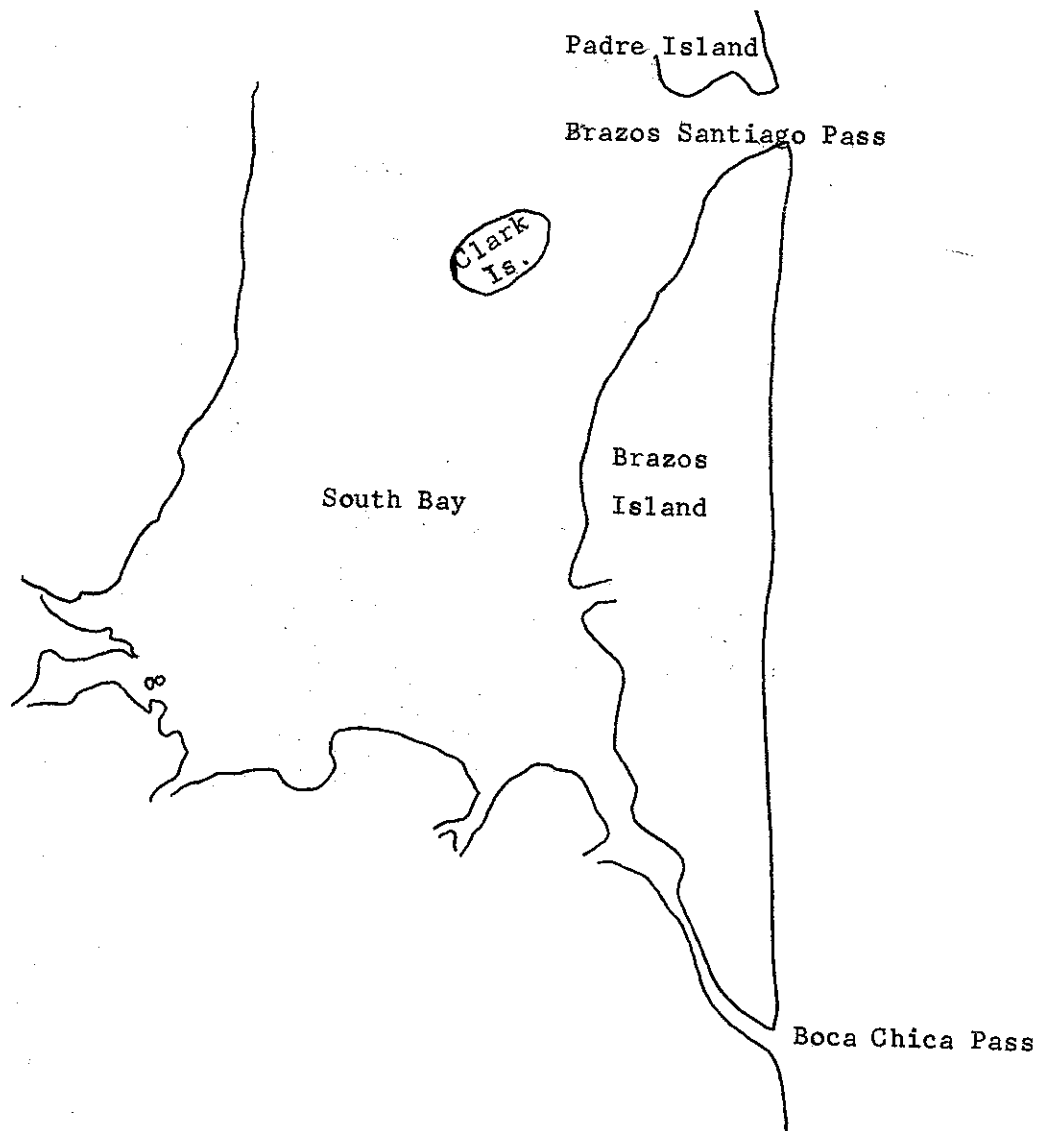 Padre Island
Brazos Santiago Pass
Clark
Is.
Brazos
Island
South Bay
Boca Chica Pass